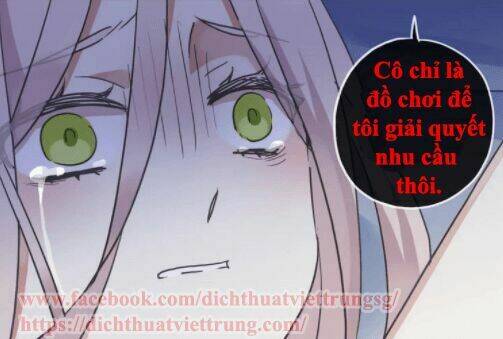 Cô chỉ là
đồ chơi để
tôi giải quyết
nhu cầu
thôi.
www.facebook.com/dichthuatviettrungsg/
https://dichthuatviettrung.com/